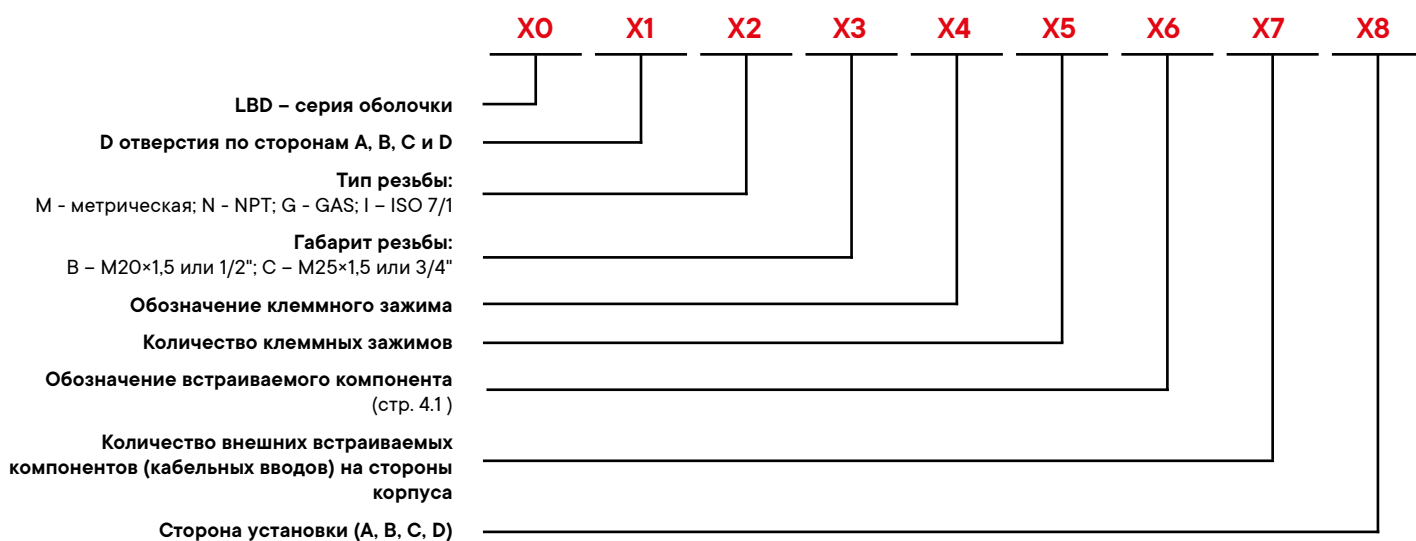 X0 X1 X2 X3 X4 X5 X6 X7 X8
LBD – серия оболочки
D отверстия по сторонам A, B, C и D
Тип резьбы:
M - метрическая; N - NPT; G - GAS; I – ISO 7/1
Габарит резьбы:
B – M20×1,5 или 1/2"; C – M25×1,5 или 3/4"
Обозначение клеммного зажима
Количество клеммных зажимов
Обозначение встраиваемого компонента
(стр. 4.1 )
Количество внешних встраиваемых
компонентов (кабельных вводов) на стороны
корпуса
Сторона установки (A, B, C, D)